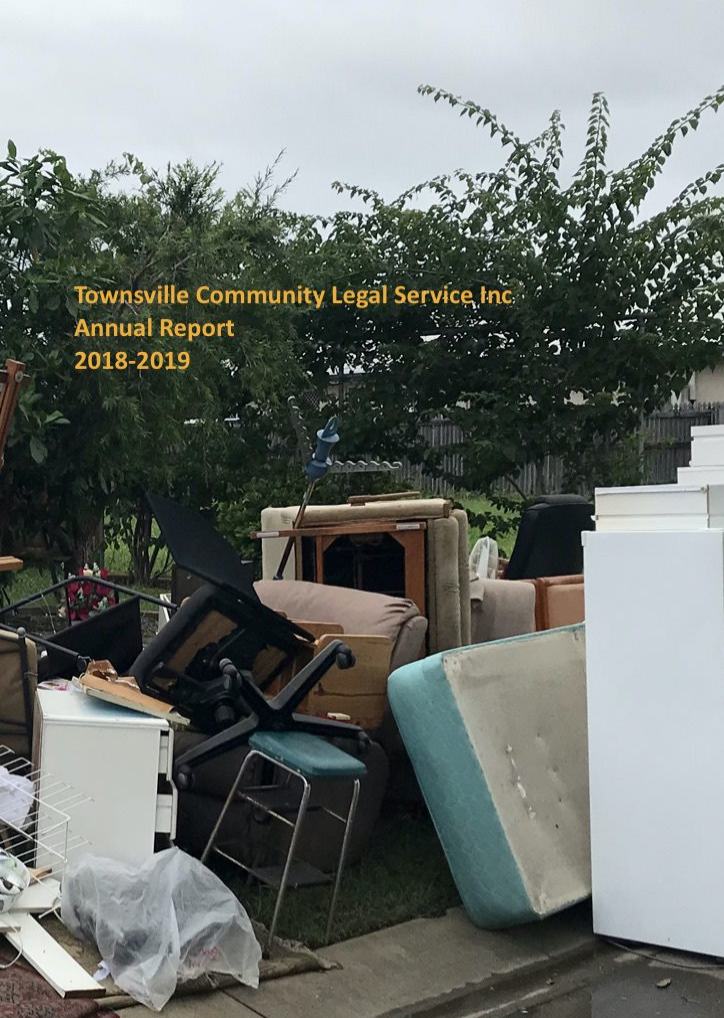 Townsville Community Legal Service Inc
Annual Report
2018-2019